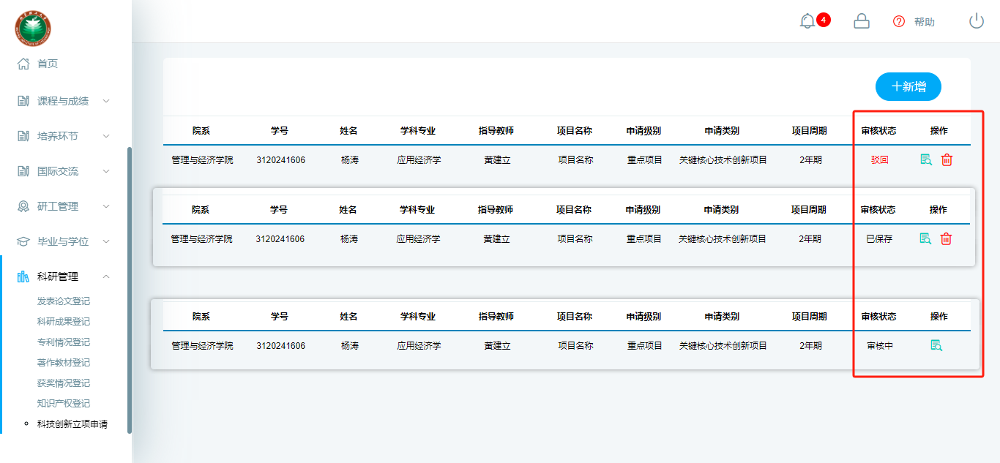 4
帮助
首页
课程与成绩
培养环节
国际交流
研工管理
毕业与学位
科研管理
发表论文登记
科研成果登记
专利情况登记
著作教材登记
获奖情况登记
知识产权登记
科技创新立项申请
+新增
院系 学号 姓名 学科专业 指导教师 项目名称 申请级别 申请类别 项目周期 审核状态 操作
管理与经济学院 3120241606 杨涛 应用经济学 黄建立 项目名称 重点项目 关键核心技术创新项目 2年期 驳回
院系 学号 姓名 学科专业 指导教师 项目名称 申请级别 申请类别 项目周期 审核状态 操作
管理与经济学院 3120241606 杨涛 应用经济学 黄建立 项目名称 重点项目 关键核心技术创新项目 2年期 已保存
院系 学号 姓名 学科专业 指导教师 项目名称 申请级别 申请类别 项目周期 审核状态 操作
管理与经济学院 3120241606 杨涛 应用经济学 黄建立 项目名称 重点项目 关键核心技术创新项目 2年期 审核中